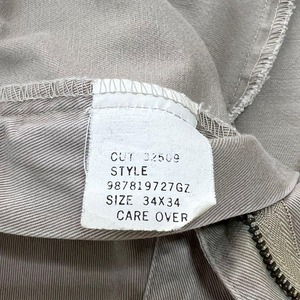 CUT 32509
STYLE
987819727GZ
SIZE 34X34
CARE OVER